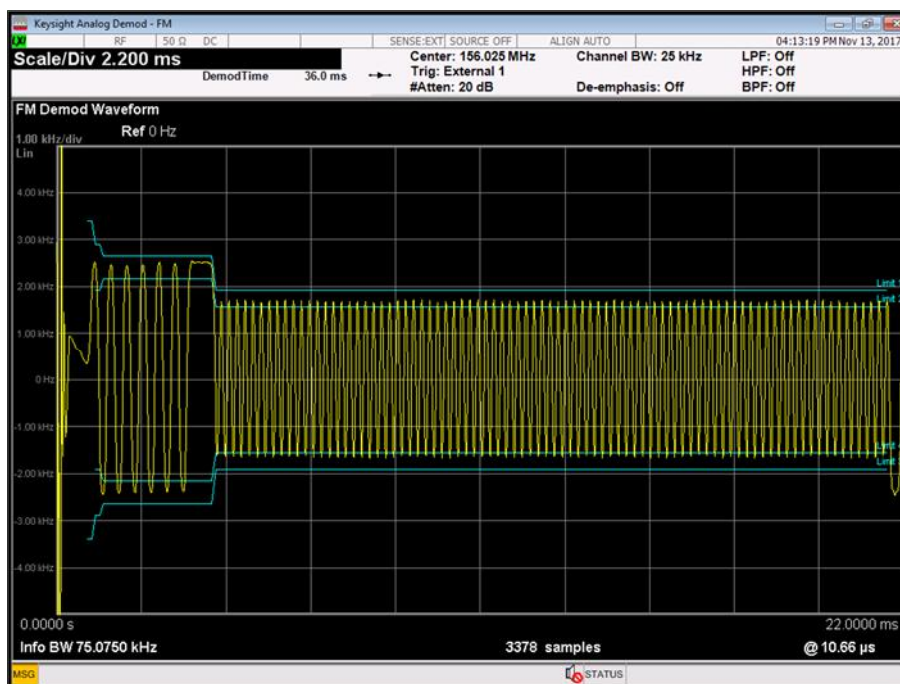 Keysight Analog Demod - FM
LXI RF 50 Ω DC SENSE:EXT SOURCE OFF ALIGN AUTO 04:13:19 PM Nov 13, 2017
Scale/Div 2.200 ms
Center: 156.025 MHz Channel BW: 25 kHz LPF: Off
DemodTime 36.0 ms Trig: External 1 HPF: Off
#Atten: 20 dB De-emphasis: Off BPF: Off
FM Demod Waveform
1.00 kHz/div Ref 0 Hz
Lin
4.00 kHz
3.00 kHz
2.00 kHz
Limit
Limit
1.00 kHz
0 Hz
-1.00 kHz
Limit
-2.00 kHz
Limit
-3.00 kHz
-4.00 kHz
0.0000 s 22.0000 ms
Info BW 75.0750 kHz 3378 samples @ 10.66 µs
MSG STATUS